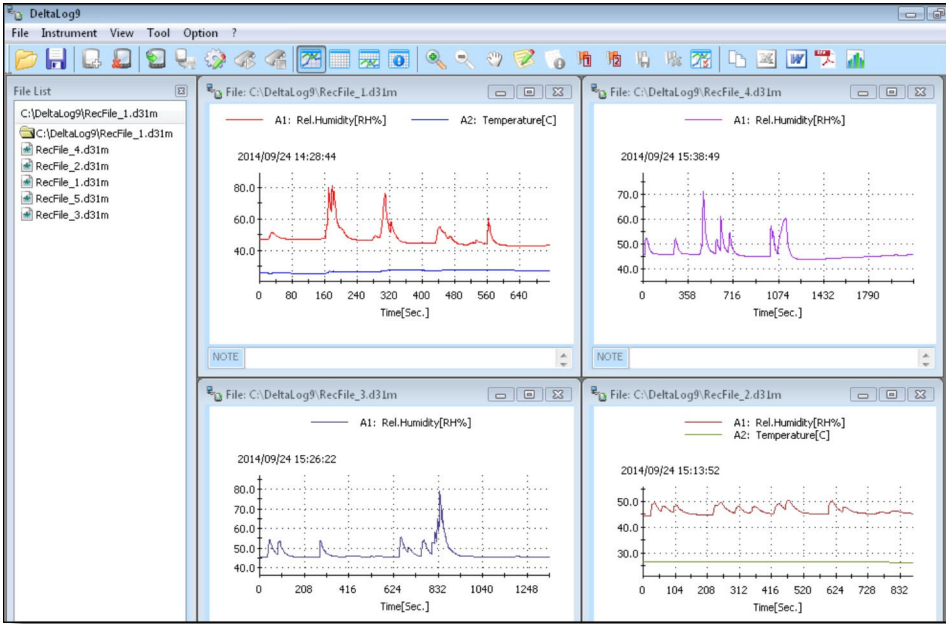 DeltaLog9
File Instrument View Tool Option ?
File List
C:\DeltaLog9\RecFile_1.d31m
C:\DeltaLog9\RecFile_1.d31m
RecFile_4.d31m
RecFile_2.d31m
RecFile_1.d31m
RecFile_5.d31m
RecFile_3.d31m
File: C:\DeltaLog9\RecFile_1.d31m
A1: Rel.Humidity[RH%] A2: Temperature[C]
2014/09/24 14:28:44
80.0
60.0
40.0
0 80 160 240 320 400 480 560 640
Time[Sec.]
NOTE
File: C:\DeltaLog9\RecFile_4.d31m
A1: Rel.Humidity[RH%]
2014/09/24 15:38:49
70.0
60.0
50.0
40.0
0 358 716 1074 1432 1790
Time[Sec.]
NOTE
File: C:\DeltaLog9\RecFile_3.d31m
A1: Rel.Humidity[RH%]
2014/09/24 15:26:22
80.0
70.0
60.0
50.0
40.0
0 208 416 624 832 1040 1248
Time[Sec.]
File: C:\DeltaLog9\RecFile_2.d31m
A1: Rel.Humidity[RH%]
A2: Temperature[C]
2014/09/24 15:13:52
50.0
40.0
30.0
0 104 208 312 416 520 624 728 832
Time[Sec.]